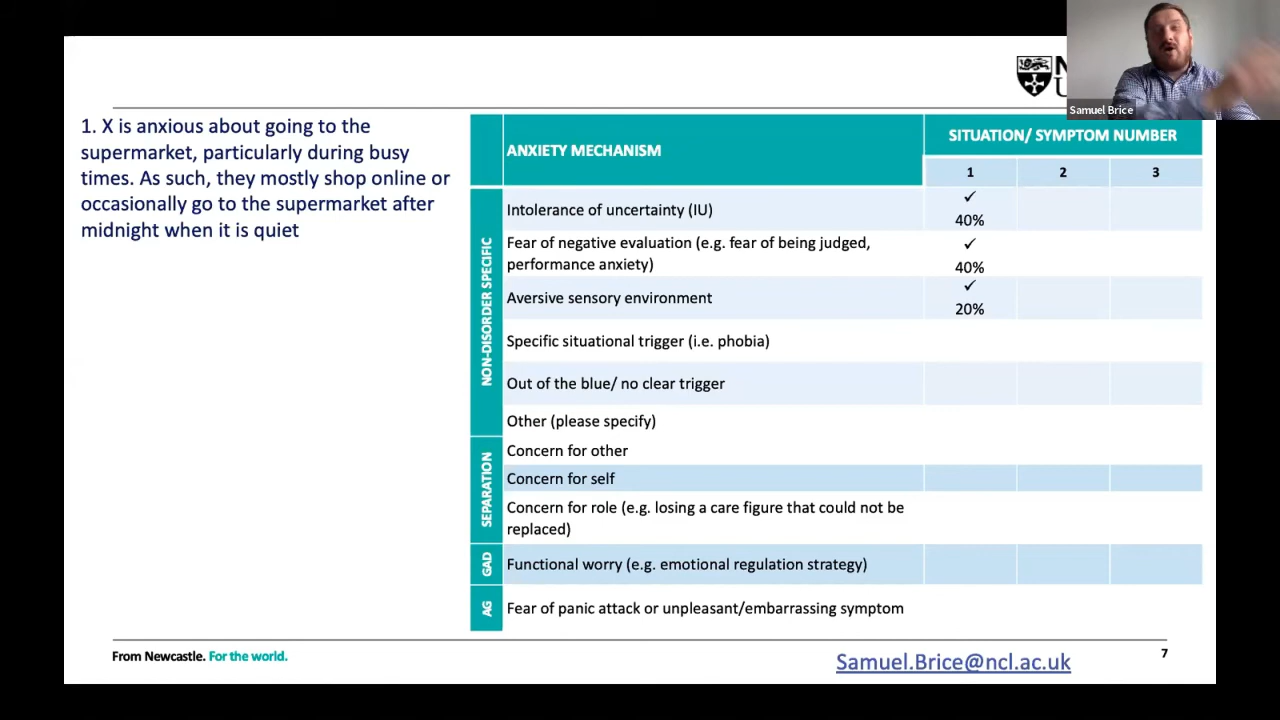 Samuel Brice
1. X is anxious about going to the
supermarket, particularly during busy
times. As such, they mostly shop online or
occasionally go to the supermarket after
midnight when it is quiet
ANXIETY MECHANISM
SITUATION/ SYMPTOM NUMBER
1 2 3
NON-DISORDER SPECIFIC
Intolerance of uncertainty (IU)
✓
40%
Fear of negative evaluation (e.g. fear of being judged,
performance anxiety)
✓
40%
Aversive sensory environment
✓
20%
Specific situational trigger (i.e. phobia)
Out of the blue/ no clear trigger
Other (please specify)
SEPARATION
Concern for other
Concern for self
Concern for role (e.g. losing a care figure that could not be
replaced)
GAD
Functional worry (e.g. emotional regulation strategy)
AG
Fear of panic attack or unpleasant/embarrassing symptom
From Newcastle. For the world.
Samuel.Brice@ncl.ac.uk
7